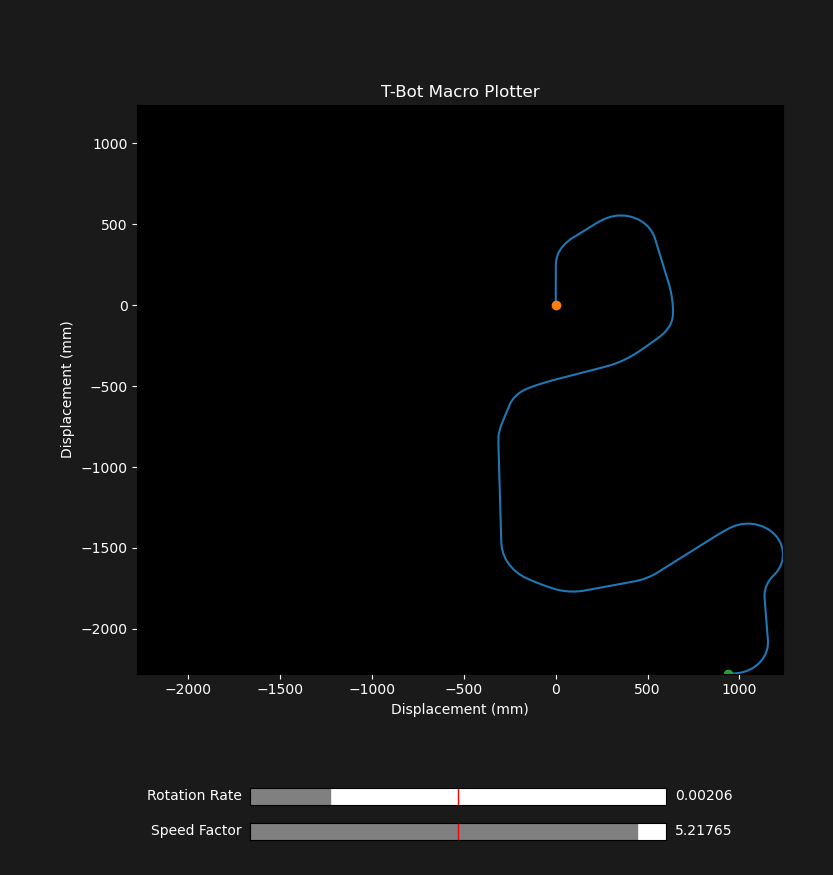 T-Bot Macro Plotter
1000
500
0
−500
−1000
−1500
−2000
Displacement (mm)
−2000 −1500 −1000 −500 0 500 1000
Displacement (mm)
Rotation Rate 0.00206
Speed Factor 5.21765